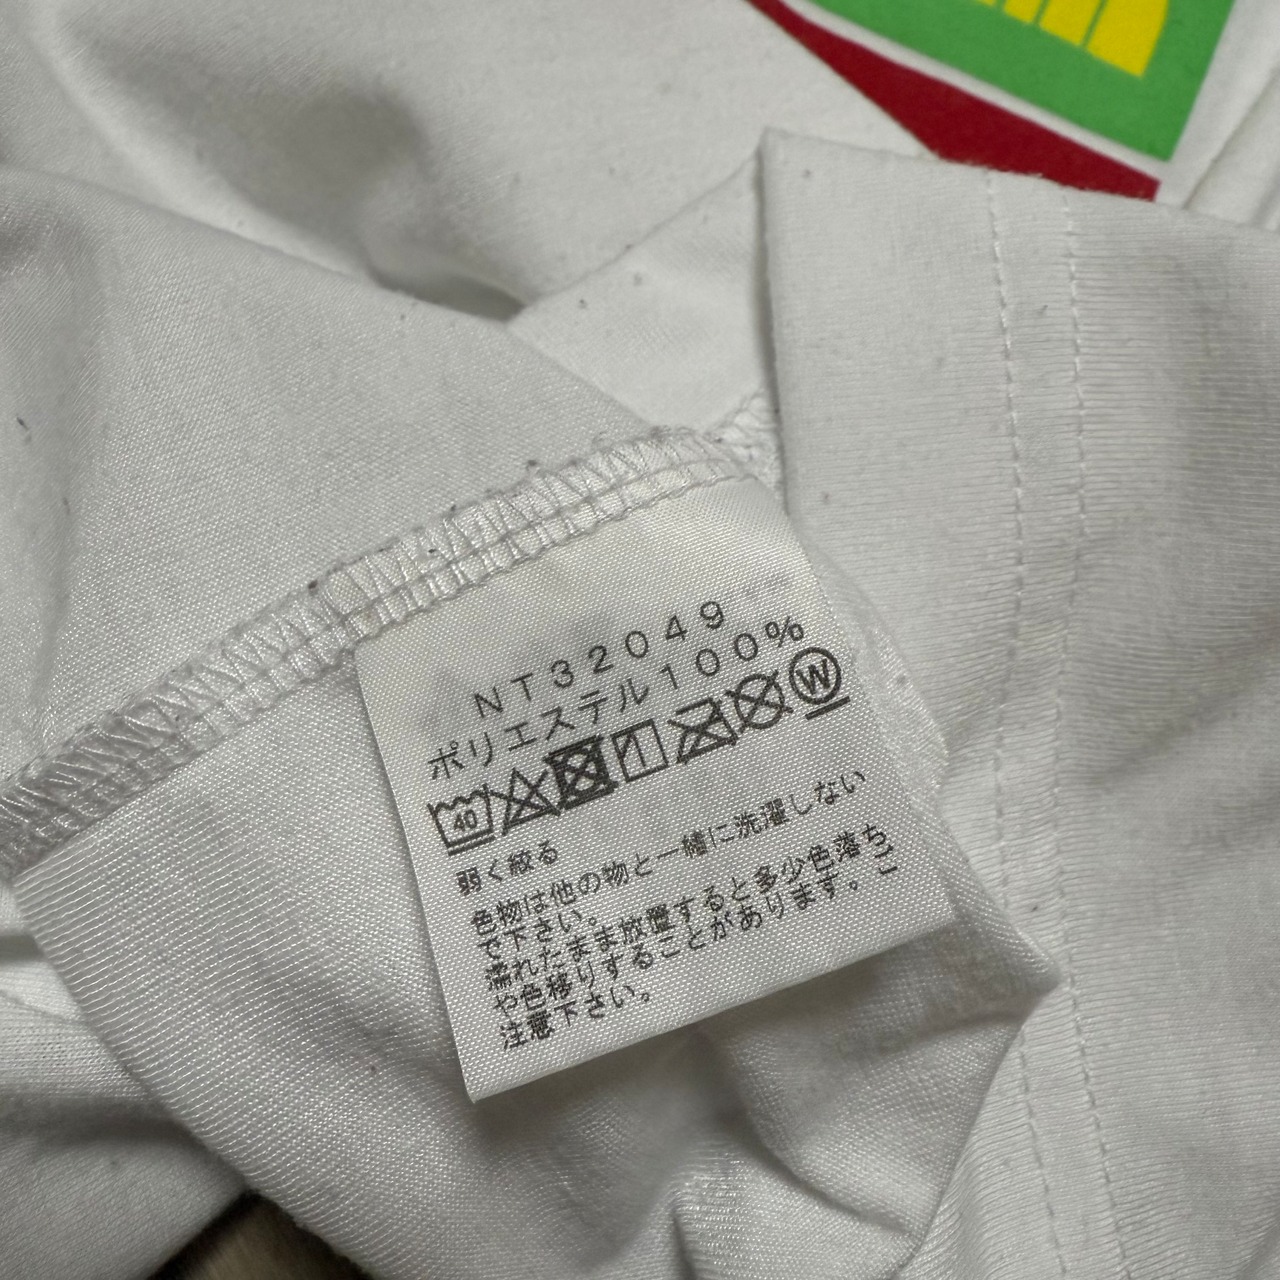 NT32049
ポリエステル100%
40 W
弱く絞る
色物は他の物と一緒に洗濯しない
で下さい。
濡れたまま放置すると多少色落ち
や色移りすることがあります。ご
注意下さい。